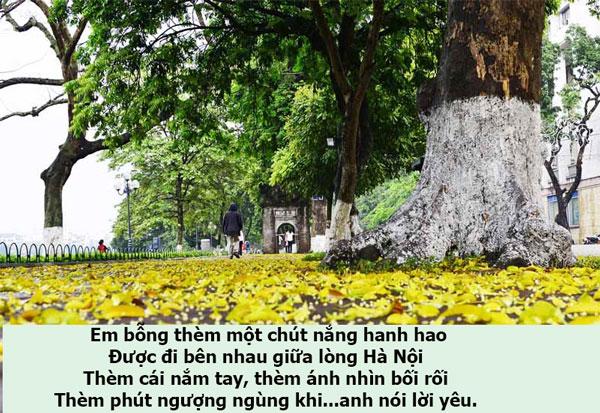 Em bỗng thèm một chút nắng hanh hao
Được đi bên nhau giữa lòng Hà Nội
Thèm cái nắm tay, thèm ánh nhìn bối rối
Thèm phút ngượng ngùng khi...anh nói lời yêu.